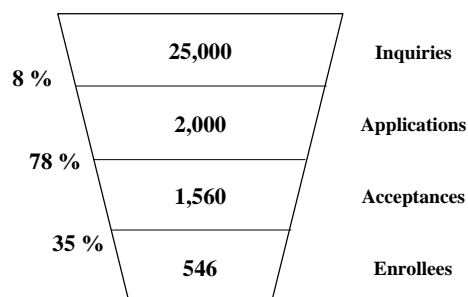 25,000 Inquiries
8 %
2,000 Applications
78 %
1,560 Acceptances
35 %
546 Enrollees